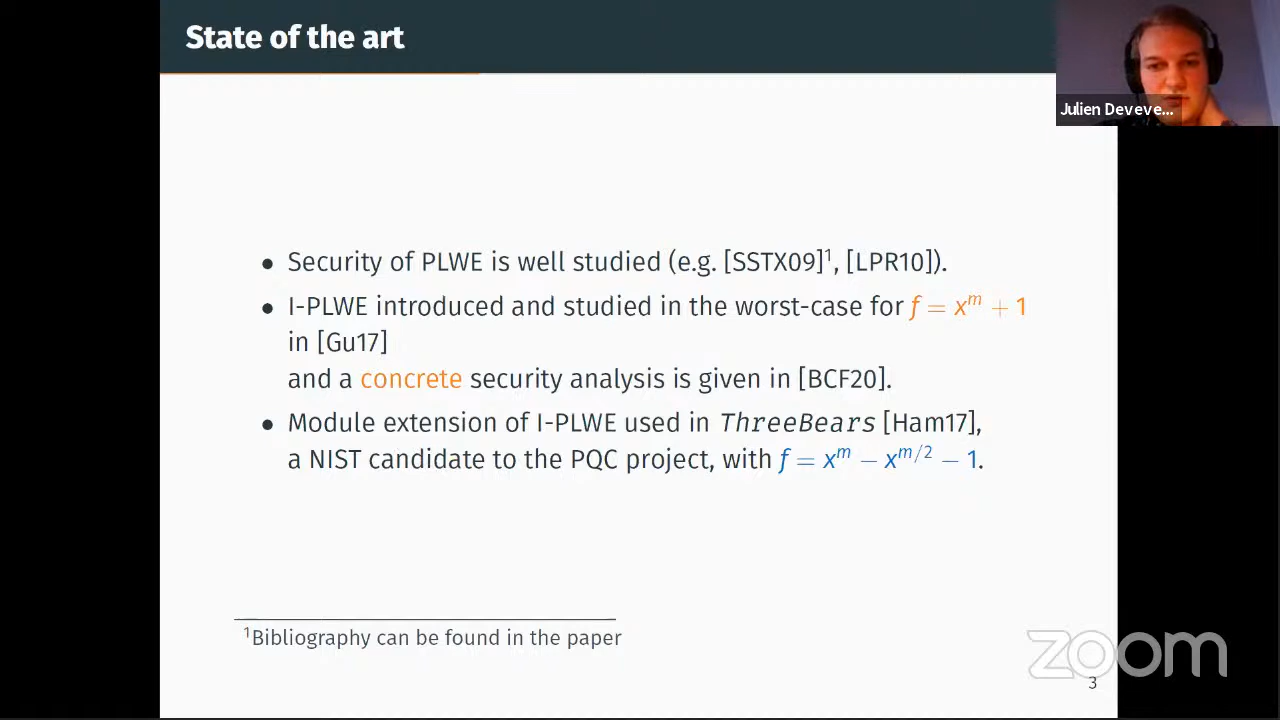 State of the art
Julien Deveve...
• Security of PLWE is well studied (e.g. [SSTX09]¹, [LPR10]).
• I-PLWE introduced and studied in the worst-case for f = xᵐ + 1
in [Gu17]
and a concrete security analysis is given in [BCF20].
• Module extension of I-PLWE used in ThreeBears [Ham17],
a NIST candidate to the PQC project, with f = xᵐ − x^{m/2} − 1.
¹Bibliography can be found in the paper
zoom
3